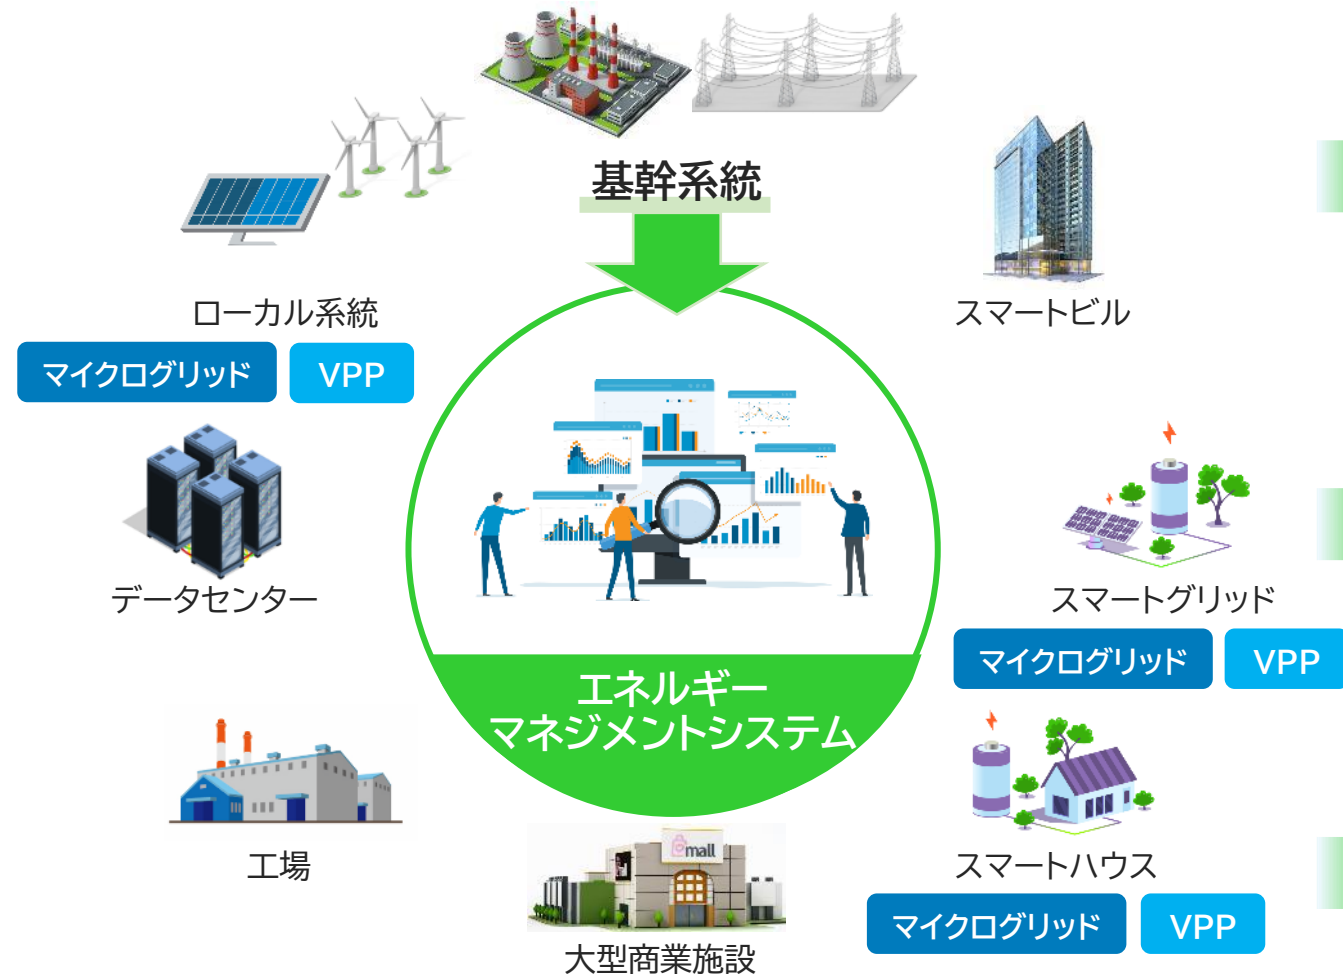 基幹系統
ローカル系統
マイクログリッド
VPP
スマートビル
データセンター
スマートグリッド
マイクログリッド
VPP
エネルギー
マネジメントシステム
工場
mall
大型商業施設
スマートハウス
マイクログリッド
VPP